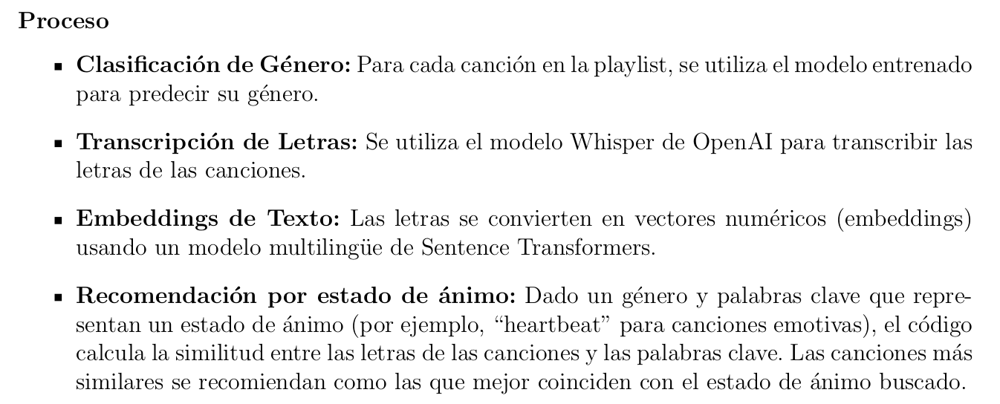 Proceso
▪ Clasificación de Género: Para cada canción en la playlist, se utiliza el modelo entrenado
para predecir su género.
▪ Transcripción de Letras: Se utiliza el modelo Whisper de OpenAI para transcribir las
letras de las canciones.
▪ Embeddings de Texto: Las letras se convierten en vectores numéricos (embeddings)
usando un modelo multilingüe de Sentence Transformers.
▪ Recomendación por estado de ánimo: Dado un género y palabras clave que repre-
sentan un estado de ánimo (por ejemplo, “heartbeat” para canciones emotivas), el código
calcula la similitud entre las letras de las canciones y las palabras clave. Las canciones más
similares se recomiendan como las que mejor coinciden con el estado de ánimo buscado.